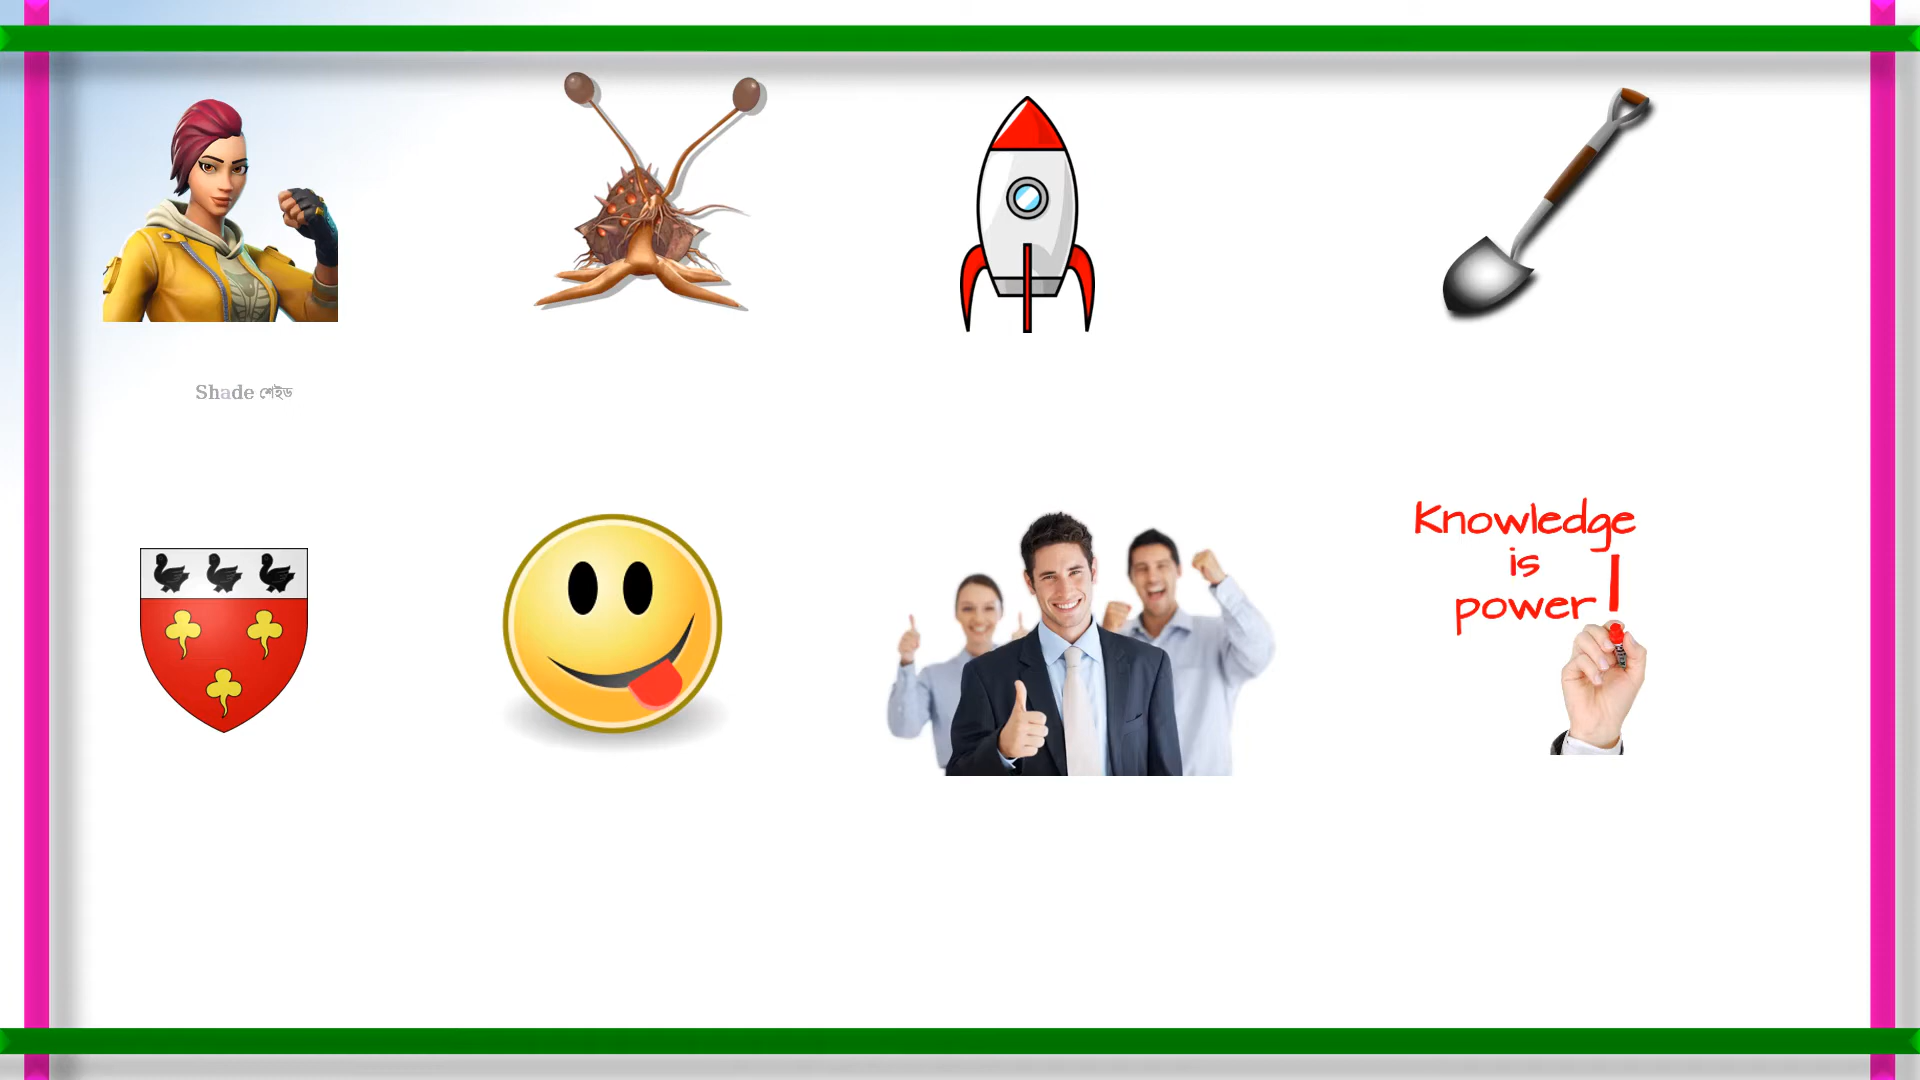 Shade শেইড
Knowledge
is
power!